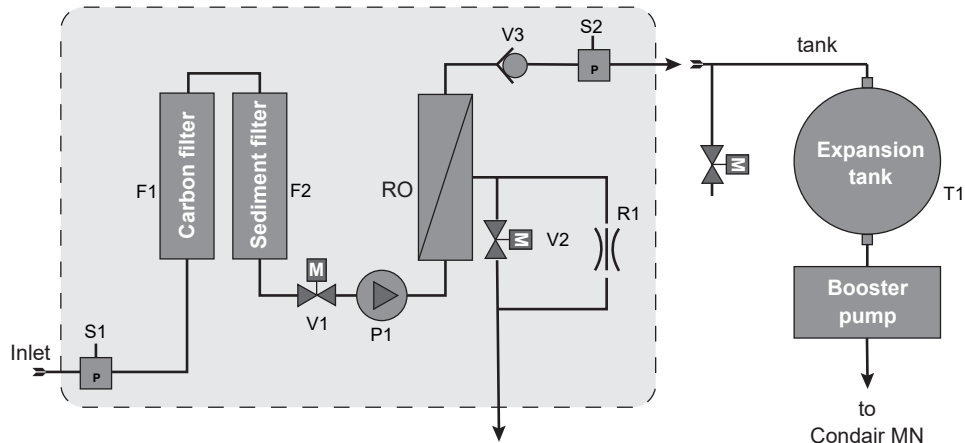 V3
S2
P
tank
Carbon filter
Sediment filter
F1
F2
RO
M
V2
R1
M
Expansion
tank
T1
M
V1
P1
Booster
pump
S1
Inlet
P
to
Condair MN